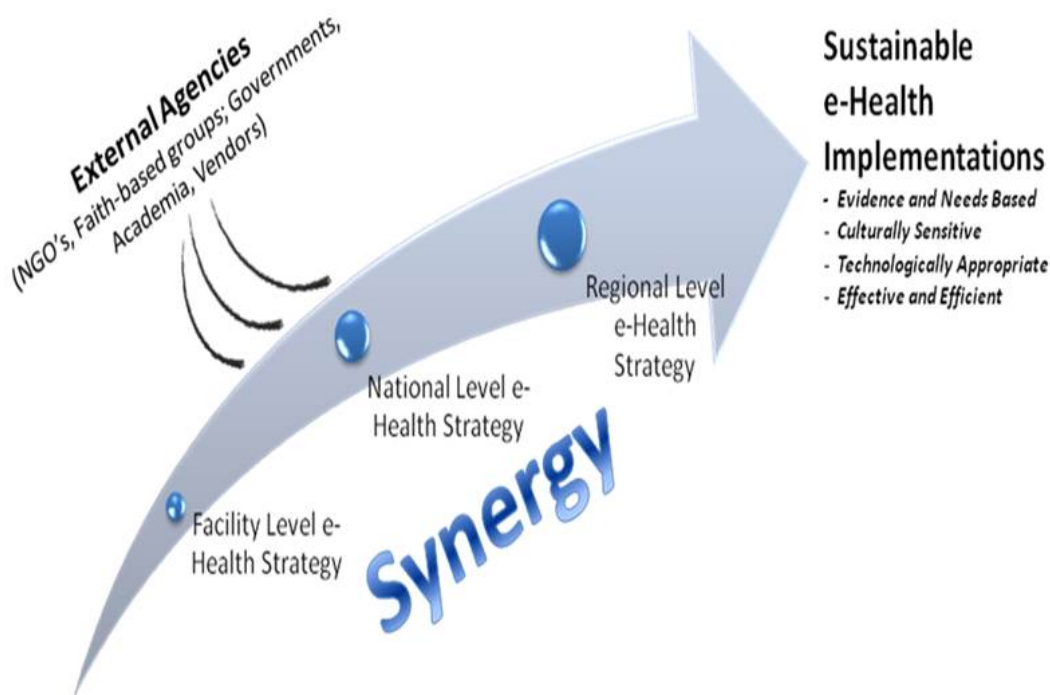 External Agencies
(NGO's, Faith-based groups; Governments,
Academia, Vendors)
Sustainable
e-Health
Implementations
- Evidence and Needs Based
- Culturally Sensitive
- Technologically Appropriate
- Effective and Efficient
Regional Level
e-Health
Strategy
National Level e-
Health Strategy
Facility Level e-
Health Strategy
Synergy